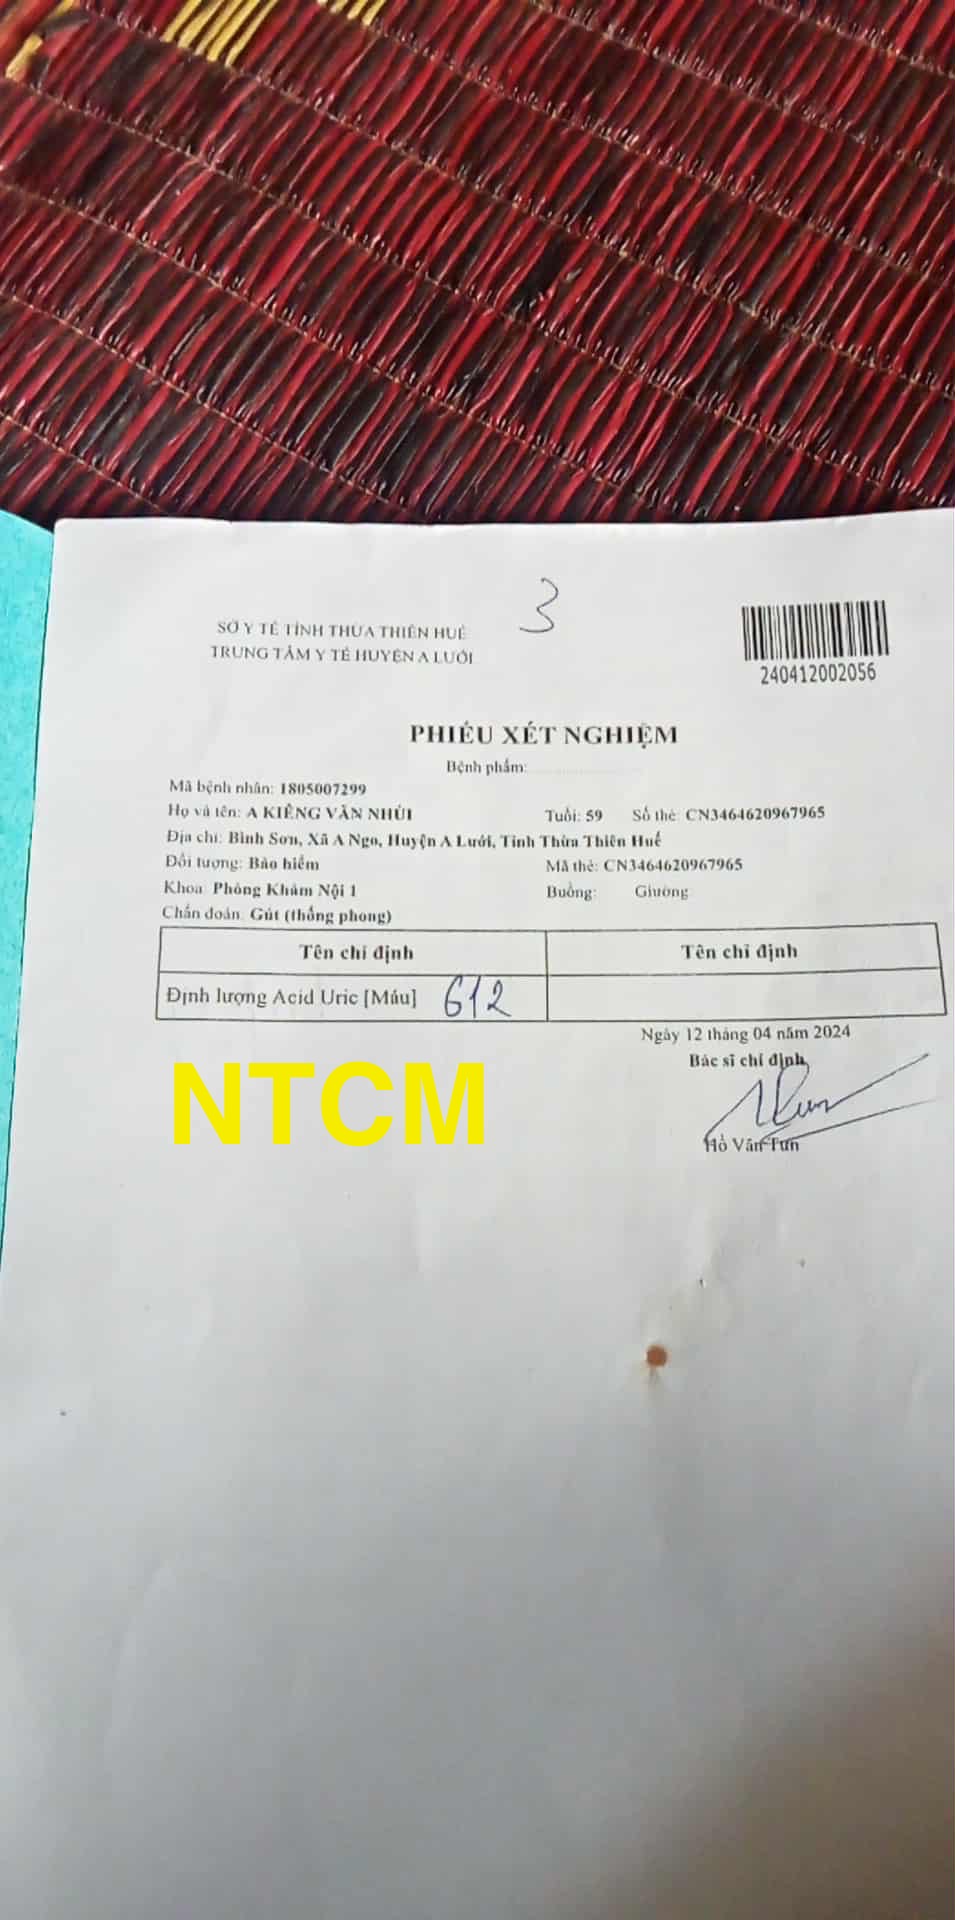 3
SỞ Y TẾ TỈNH THỪA THIÊN HUẾ
TRUNG TÂM Y TẾ HUYỆN A LƯỚI
240412002056
PHIẾU XÉT NGHIỆM
Bệnh phẩm:
Mã bệnh nhân: 1805007299
Họ và tên: A KIÊNG VĂN NHÙI Tuổi: 59 Số thẻ: CN3464620967965
Địa chỉ: Bình Sơn, Xã A Ngo, Huyện A Lưới, Tỉnh Thừa Thiên Huế
Đối tượng: Bảo hiểm Mã thẻ: CN3464620967965
Khoa: Phòng Khám Nội 1 Buồng: Giường:
Chẩn đoán: Gút (thống phong)
Tên chỉ định Tên chỉ định
Định lượng Acid Uric [Máu] 612
Ngày 12 tháng 04 năm 2024
Bác sĩ chỉ định
NTCM
Hồ Văn Tưn